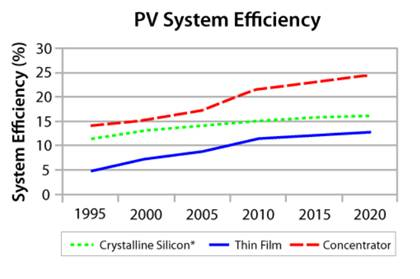 PV System Efficiency
System Efficiency (%)
30
25
20
15
10
5
0
1995 2000 2005 2010 2015 2020
Crystalline Silicon* Thin Film Concentrator